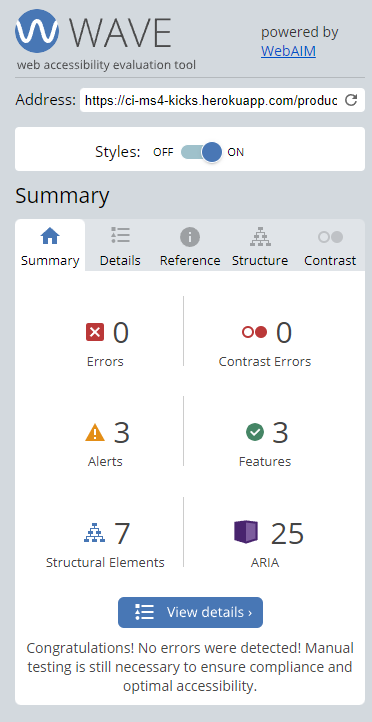 WAVE
web accessibility evaluation tool
powered by
WebAIM
Address: https://ci-ms4-kicks.herokuapp.com/produc
Styles: OFF ON
Summary
Summary Details Reference Structure Contrast
0 0
Errors Contrast Errors
3 3
Alerts Features
7 25
Structural Elements ARIA
View details ›
Congratulations! No errors were detected! Manual
testing is still necessary to ensure compliance and
optimal accessibility.